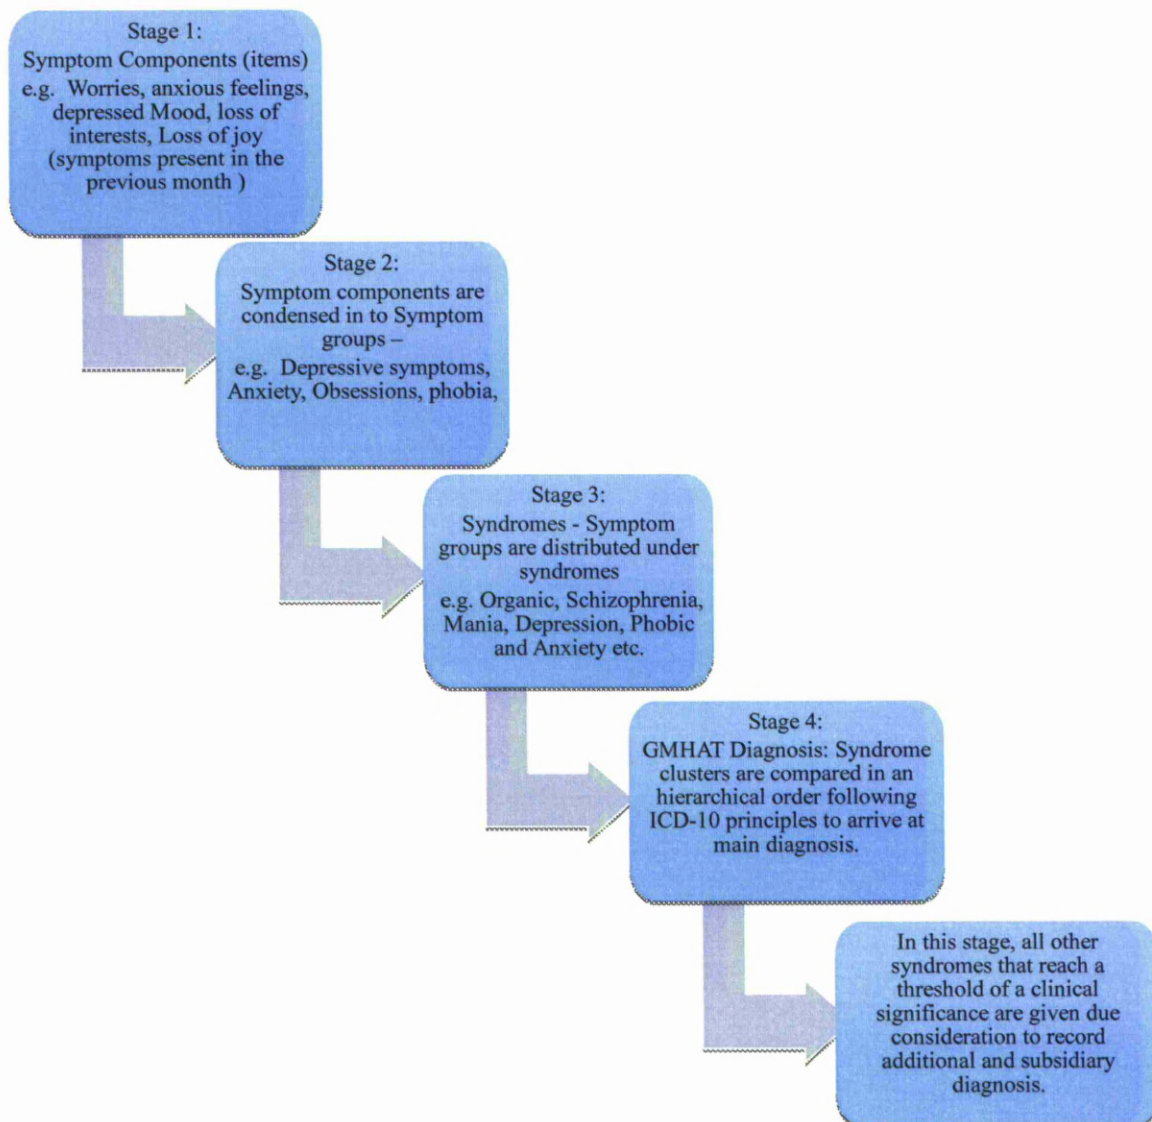 Stage 1:
Symptom Components (items)
e.g.  Worries, anxious feelings,
depressed Mood, loss of
interests, Loss of joy
(symptoms present in the
previous month )
Stage 2:
Symptom components are
condensed in to Symptom
groups –
e.g.  Depressive symptoms,
Anxiety, Obsessions, phobia,
Stage 3:
Syndromes - Symptom
groups are distributed under
syndromes
e.g. Organic, Schizophrenia,
Mania, Depression, Phobic
and Anxiety etc.
Stage 4:
GMHAT Diagnosis: Syndrome
clusters are compared in an
hierarchical order following
ICD-10 principles to arrive at
main diagnosis.
In this stage, all other
syndromes that reach a
threshold of a clinical
significance are given due
consideration to record
additional and subsidiary
diagnosis.